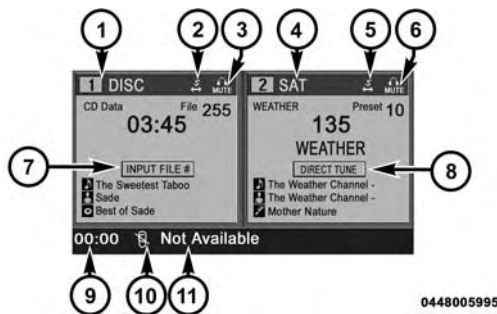 1 2 3 4 5 6
1 DISC S MUTE
2 SAT S MUTE
CD Data File 255
03:45
WEATHER Preset 10
135
WEATHER
7 INPUT FILE #
DIRECT TUNE 8
The Sweetest Taboo
Sade
Best of Sade
The Weather Channel -
The Weather Channel -
Mother Nature
00:00 Not Available
9 10 11
0448005995